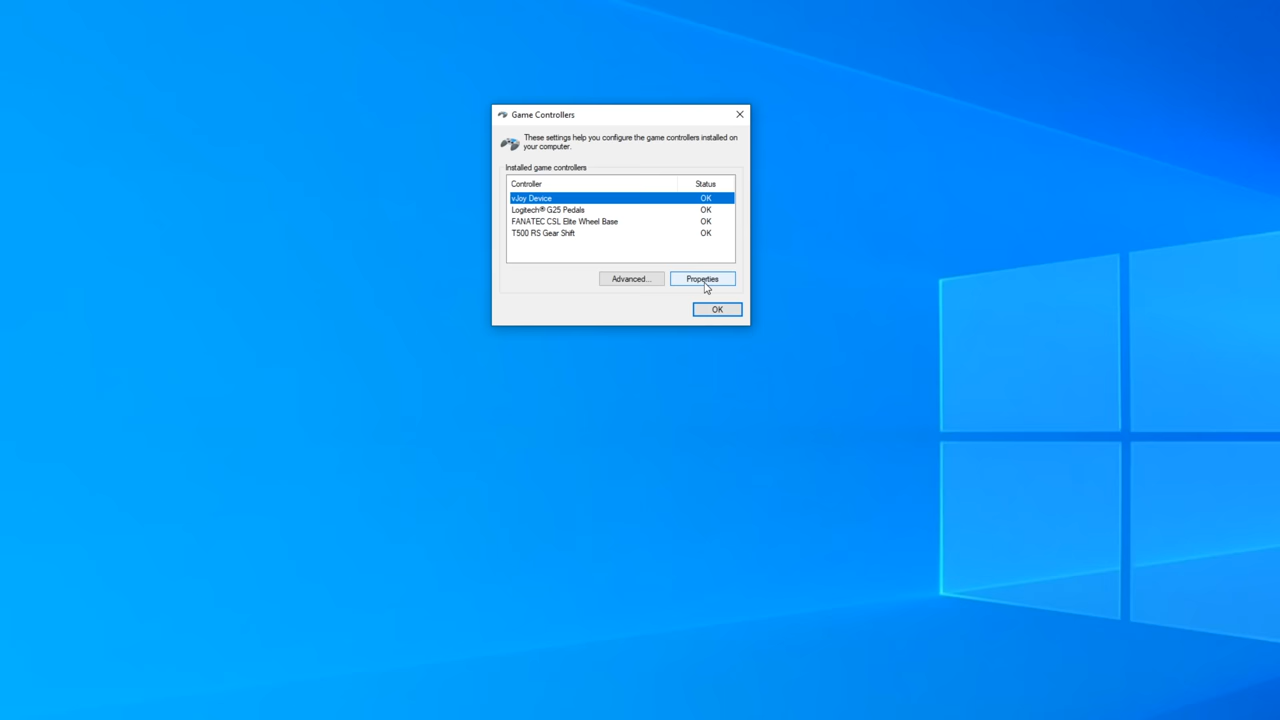 Game Controllers
These settings help you configure the game controllers installed on
your computer.
Installed game controllers
Controller Status
vJoy Device OK
Logitech® G25 Pedals OK
FANATEC CSL Elite Wheel Base OK
T500 RS Gear Shift OK
Advanced... Properties
OK